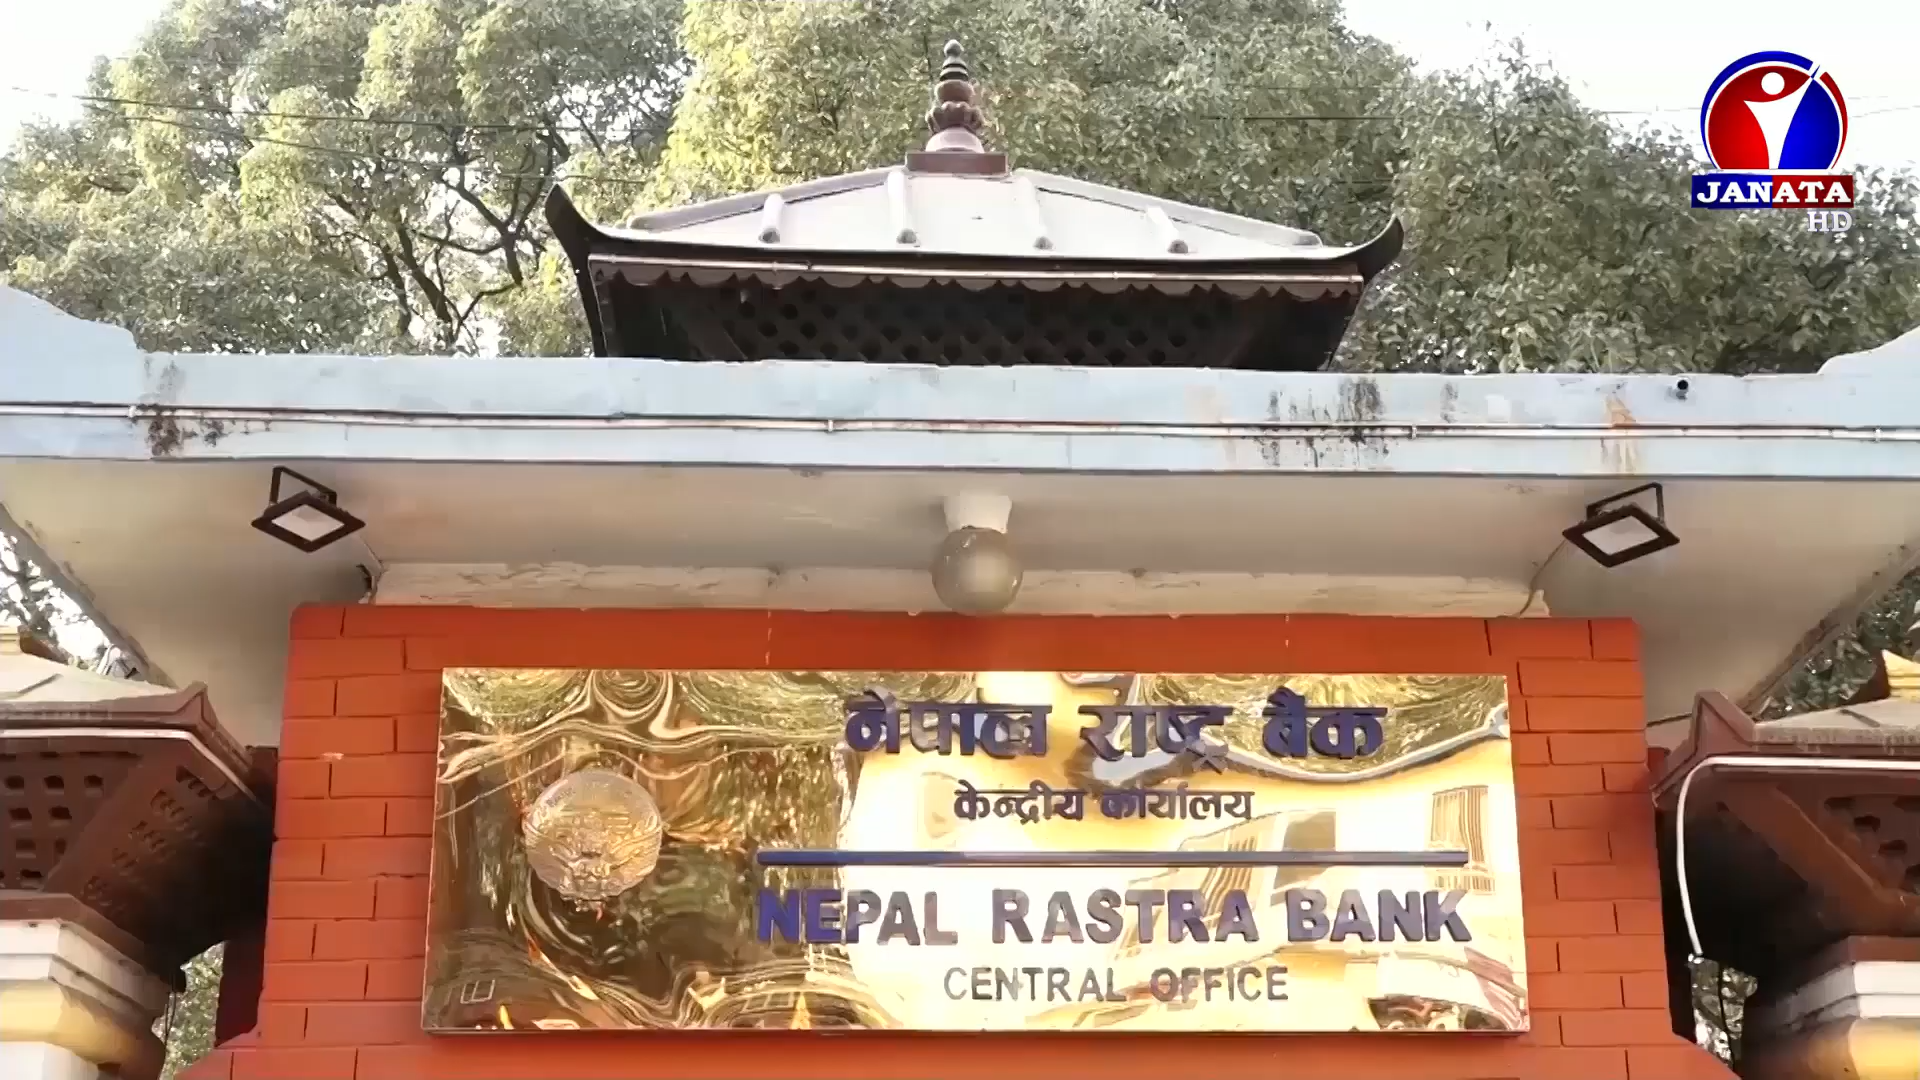 JANATA
HD
नेपाल राष्ट्र बैंक
केन्द्रीय कार्यालय
NEPAL RASTRA BANK
CENTRAL OFFICE